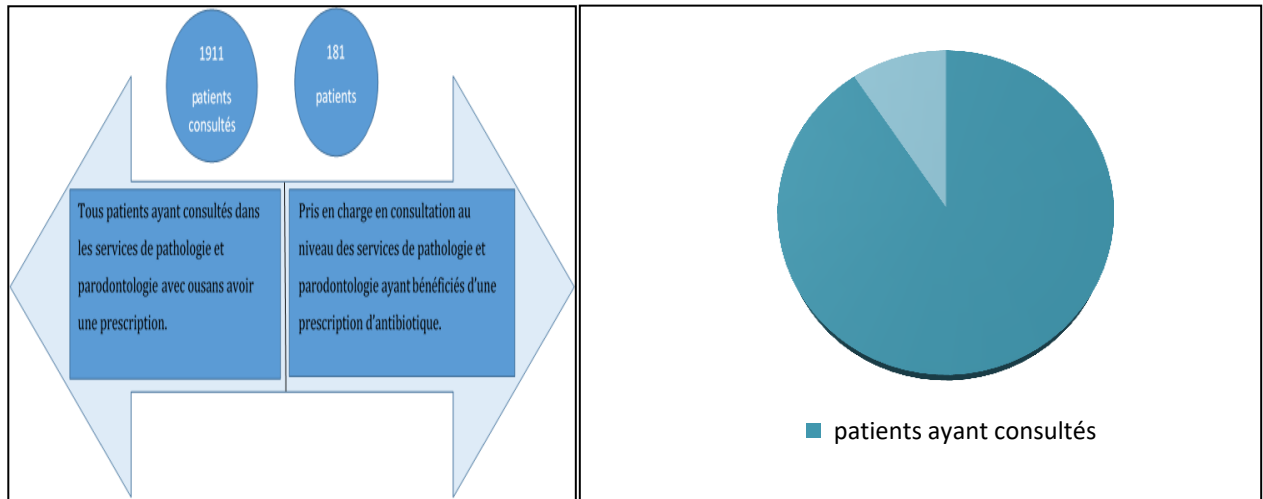 1911
patients
consultés
181
patients
Tous patients ayant consultés dans
les services de pathologie et
parodontologie avec ousans avoir
une prescription.
Pris en charge en consultation au
niveau des services de pathologie et
parodontologie ayant bénéficiés d'une
prescription d'antibiotique.
patients ayant consultés